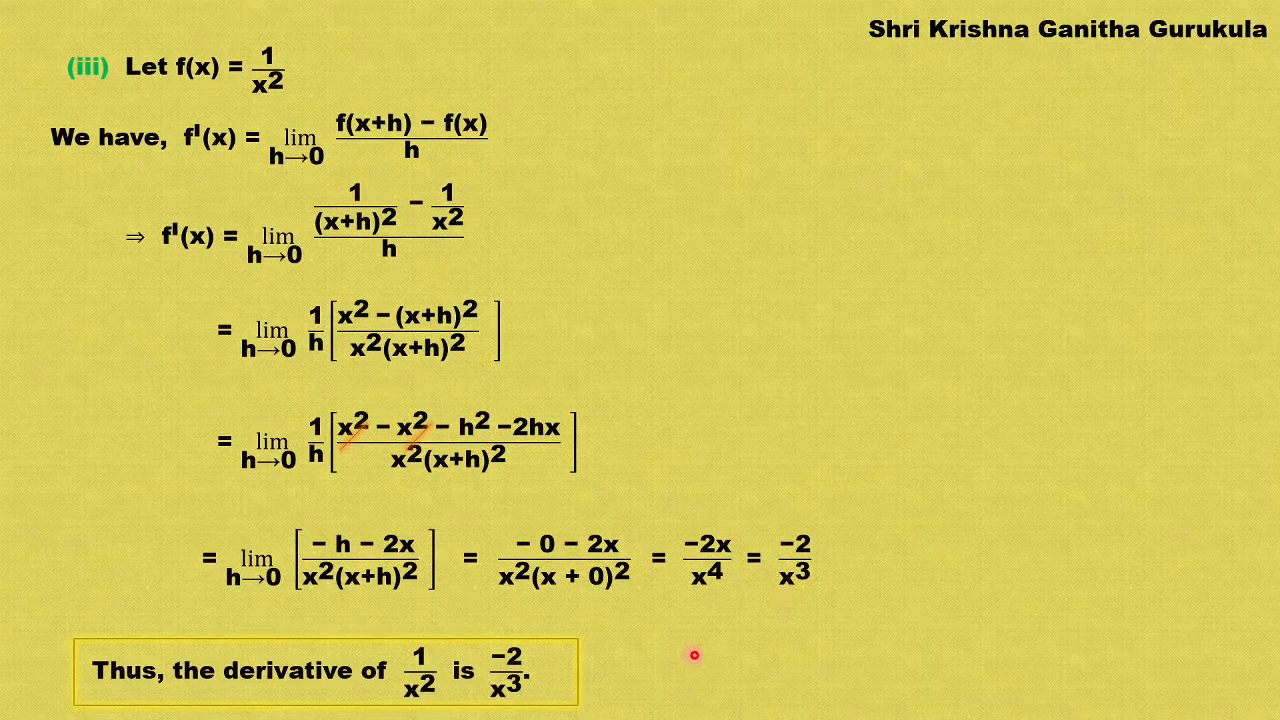 Shri Krishna Ganitha Gurukula
(iii) Let f(x) = 1/x²
We have, fᴵ(x) = lim h→0 f(x+h) − f(x) / h
⇒ fᴵ(x) = lim h→0 1/(x+h)² − 1/x² / h
= lim h→0 1/h [ x² − (x+h)² / x²(x+h)² ]
= lim h→0 1/h [ x² − x² − h² −2hx / x²(x+h)² ]
= lim h→0 [ − h − 2x / x²(x+h)² ] = − 0 − 2x / x²(x + 0)² = −2x/x⁴ = −2/x³
Thus, the derivative of 1/x² is −2/x³.